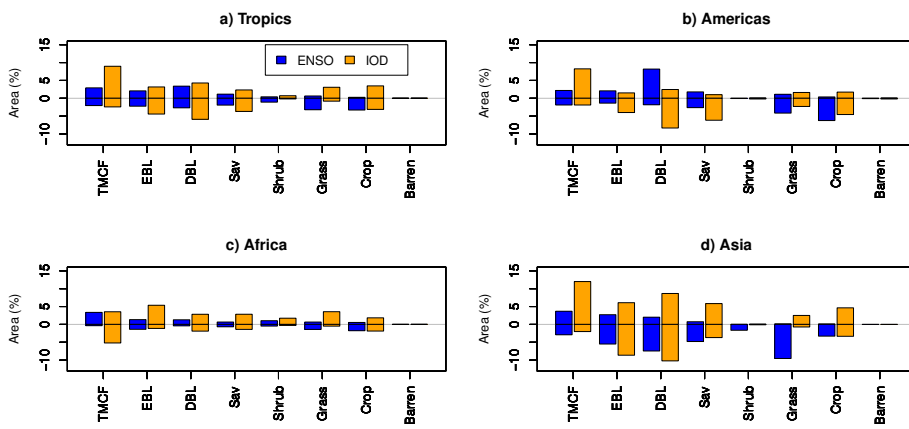 a) Tropics
Area (%)
15
5
0
-10
ENSO
IOD
TMCF
EBL
DBL
Sav
Shrub
Grass
Crop
Barren
b) Americas
Area (%)
15
5
0
-10
TMCF
EBL
DBL
Sav
Shrub
Grass
Crop
Barren
c) Africa
Area (%)
15
5
0
-10
TMCF
EBL
DBL
Sav
Shrub
Grass
Crop
Barren
d) Asia
Area (%)
15
5
0
-10
TMCF
EBL
DBL
Sav
Shrub
Grass
Crop
Barren